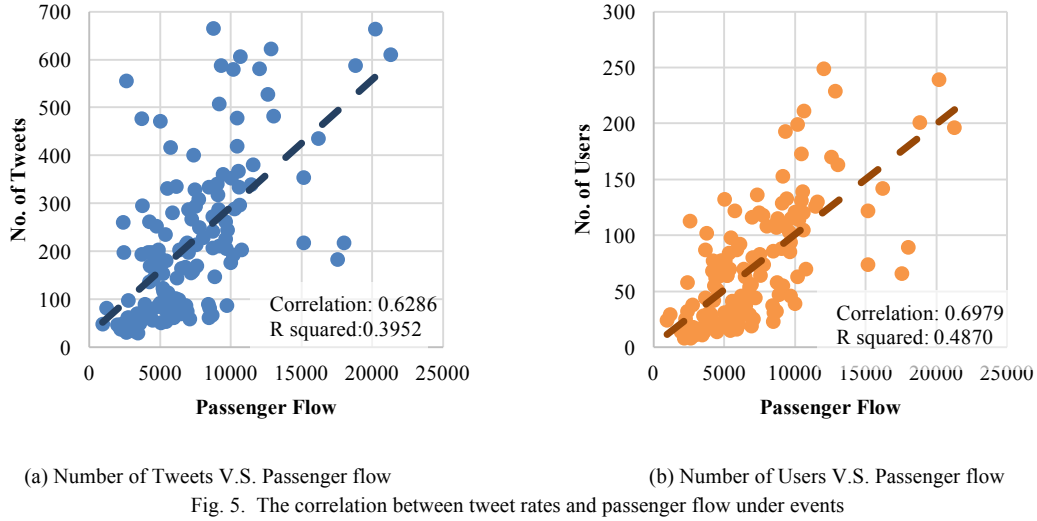 700
600
500
400
300
200
100
0
No. of Tweets
0 5000 10000 15000 20000 25000
Passenger Flow
Correlation: 0.6286
R squared:0.3952
300
250
200
150
100
50
0
No. of Users
0 5000 10000 15000 20000 25000
Passenger Flow
Correlation: 0.6979
R squared: 0.4870
(a) Number of Tweets V.S. Passenger flow
(b) Number of Users V.S. Passenger flow
Fig. 5. The correlation between tweet rates and passenger flow under events